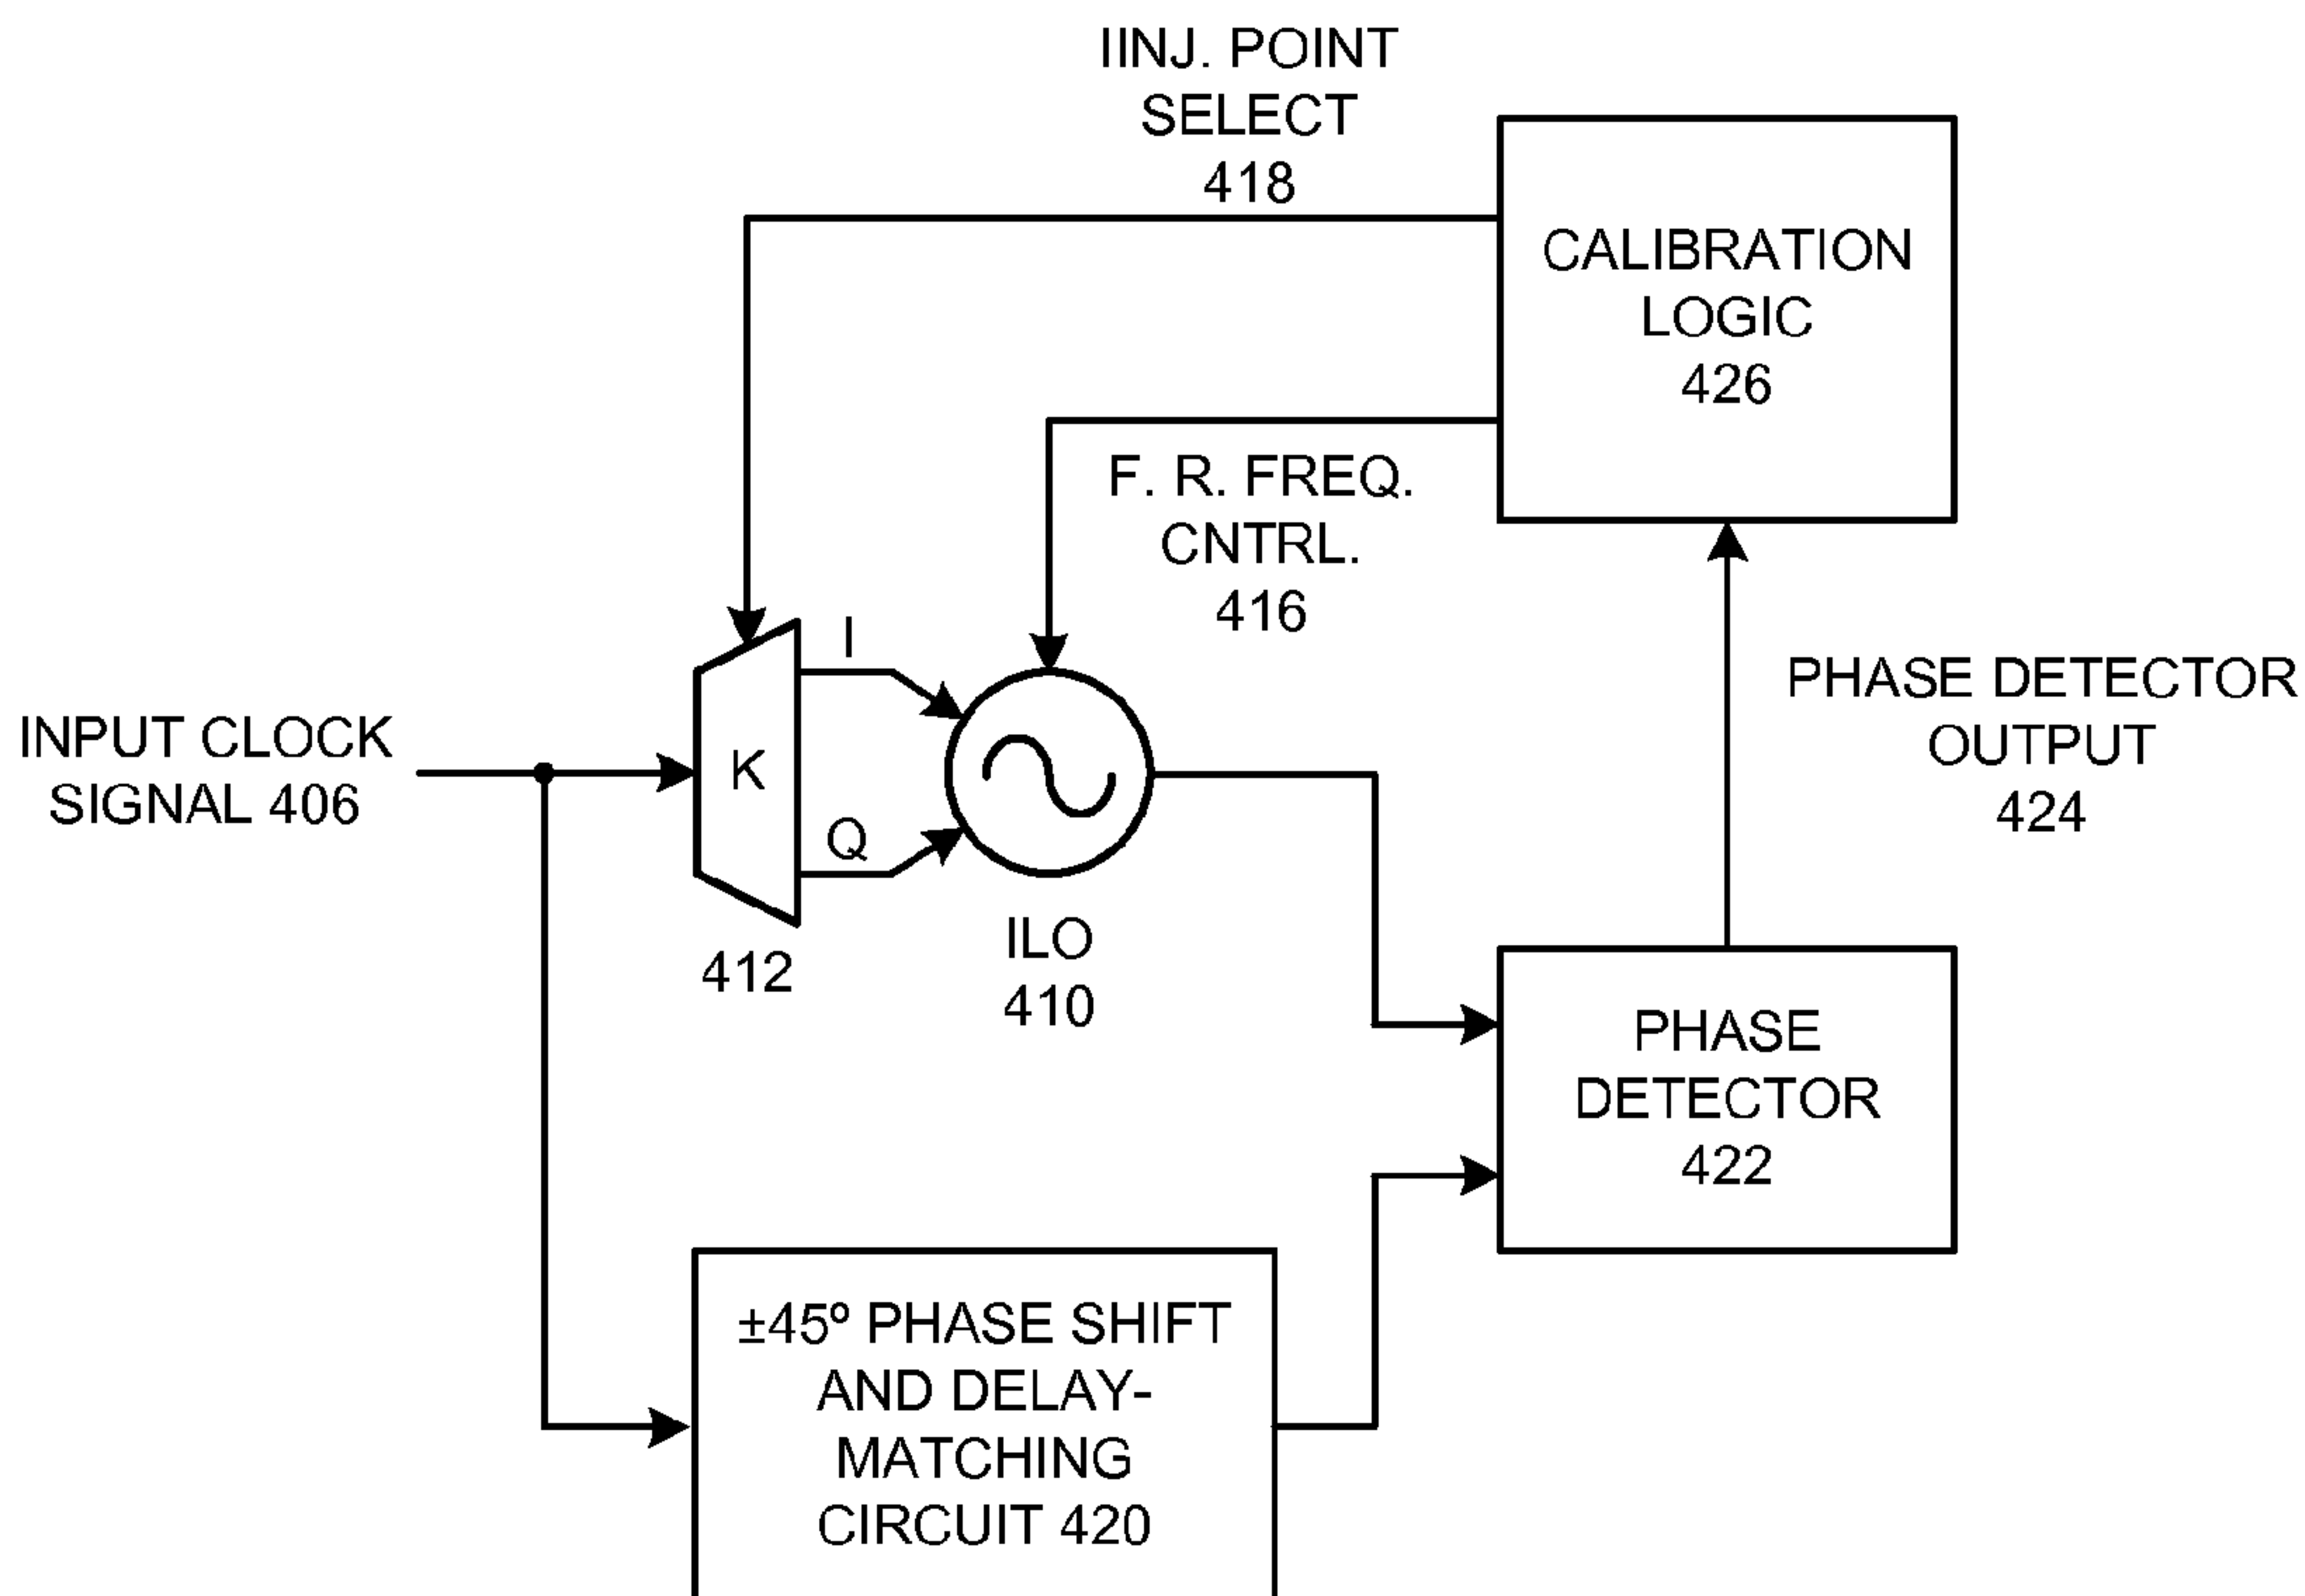 IINJ. POINT
SELECT
418
CALIBRATION
LOGIC
426
F. R. FREQ.
CNTRL.
416
I
K
Q
INPUT CLOCK
SIGNAL 406
412
ILO
410
PHASE DETECTOR
OUTPUT
424
PHASE
DETECTOR
422
±45º PHASE SHIFT
AND DELAY-
MATCHING
CIRCUIT 420